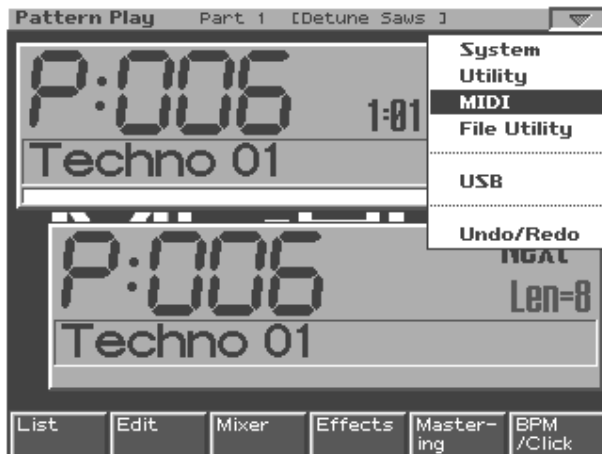 Pattern Play Part 1 [Detune Saws ]
System
Utility
MIDI
File Utility
USB
Undo/Redo
P:006
1:01
Techno 01
P:006
Next
Len=8
Techno 01
List
Edit
Mixer
Effects
Master-
ing
BPM
/Click